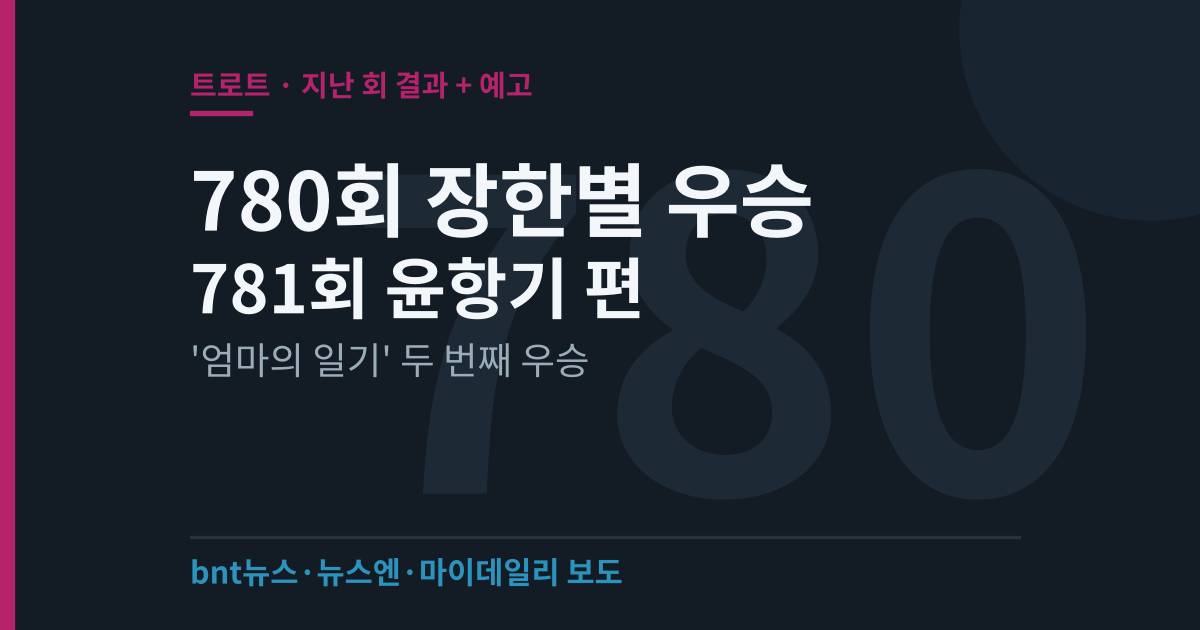 트로트 · 지난 회 결과 + 예고
780회 장한별 우승
781회 윤항기 편
'엄마의 일기' 두 번째 우승
780
bnt뉴스·뉴스엔·마이데일리 보도